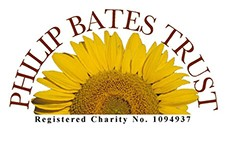 PHILIP BATES TRUST
Registered Charity No. 1094937